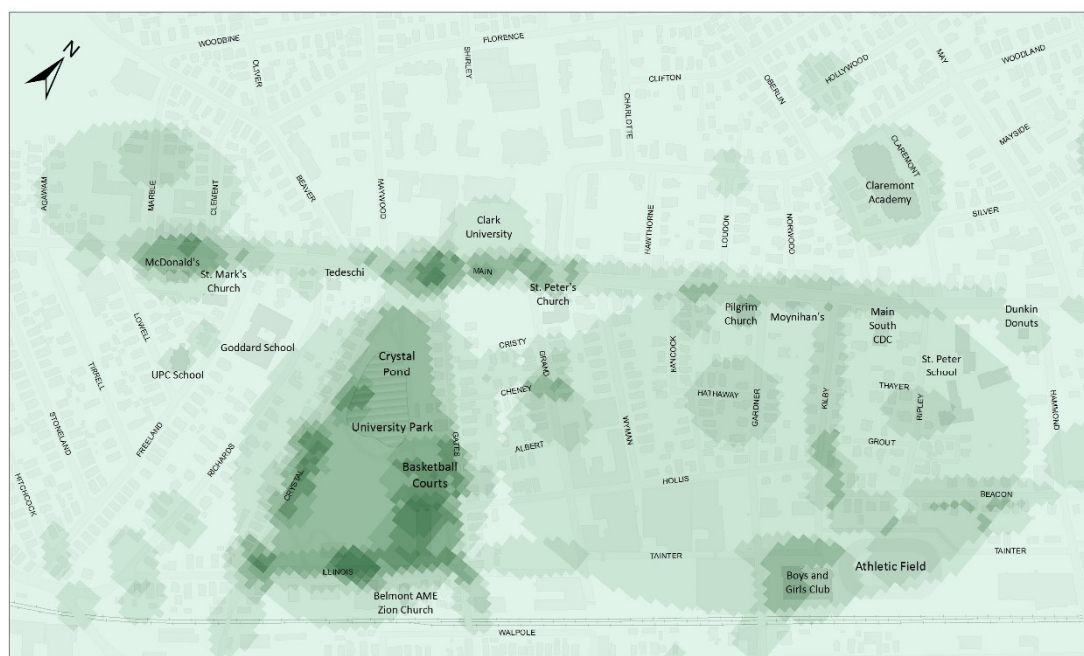 N
WOODBINE
FLORENCE
OLIVER
SHIRLEY
CLIFTON
CHARLOTTE
OBERLIN
HOLLYWOOD
MAY
WOODLAND
MAYSIDE
CLAREMONT
Claremont
Academy
SILVER
AGAWAM
MARBLE
CLEMENT
BEAVER
MAYWOOD
Clark
University
HAWTHORNE
LOUDON
NORWOOD
McDonald's
St. Mark's
Church
Tedeschi
MAIN
St. Peter's
Church
Pilgrim
Church
Moynihan's
Main
South
CDC
Dunkin
Donuts
LOWELL
Goddard School
UPC School
TIRRELL
Crystal
Pond
CRISTY
GRAND
CHENEY
HANCOCK
HATHAWAY
GARDNER
KILBY
St. Peter
School
THAYER
RIPLEY
HAMMOND
STONELAND
FREELAND
RICHARDS
University Park
GATES
ALBERT
WYMAN
GROUT
HITCHCOCK
CRYSTAL
Basketball
Courts
HOLLIS
BEACON
ILLINOIS
TAINTER
Boys and
Girls Club
Athletic Field
TAINTER
Belmont AME
Zion Church
WALPOLE